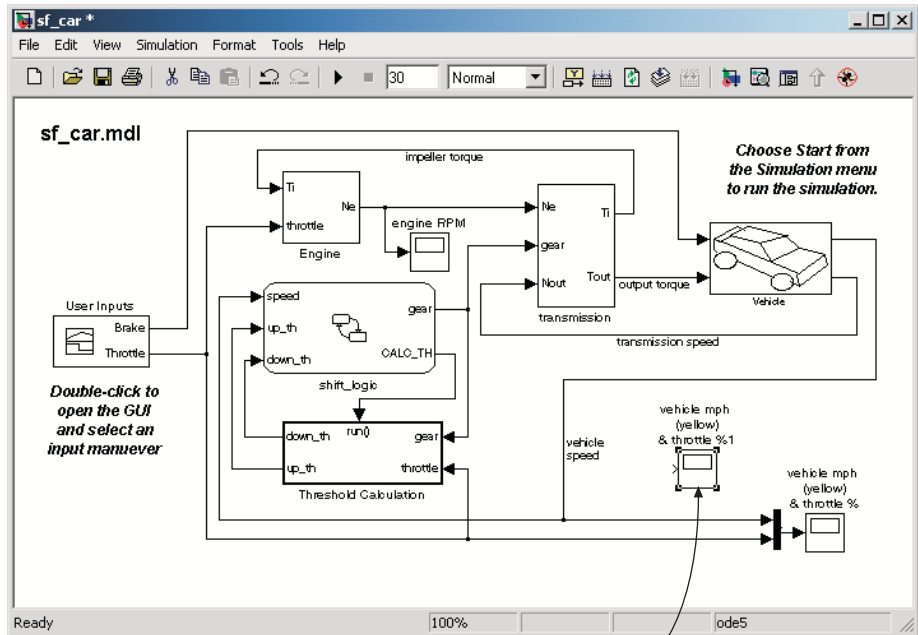 sf_car *
File Edit View Simulation Format Tools Help
30 Normal
sf_car.mdl
impeller torque
Choose Start from
the Simulation menu
to run the simulation.
Ti
Ne
throttle
Engine
engine RPM
Ne
Ti
gear
Nout
Tout
transmission
output torque
Vehicle
transmission speed
User Inputs
Brake
Throttle
Double-click to
open the GUI
and select an
input manuever
speed
gear
up_th
down_th
CALC_TH
shift_logic
run()
down_th
gear
up_th
throttle
Threshold Calculation
vehicle
speed
vehicle mph
(yellow)
& throttle %1
vehicle mph
(yellow)
& throttle %
Ready 100% ode5